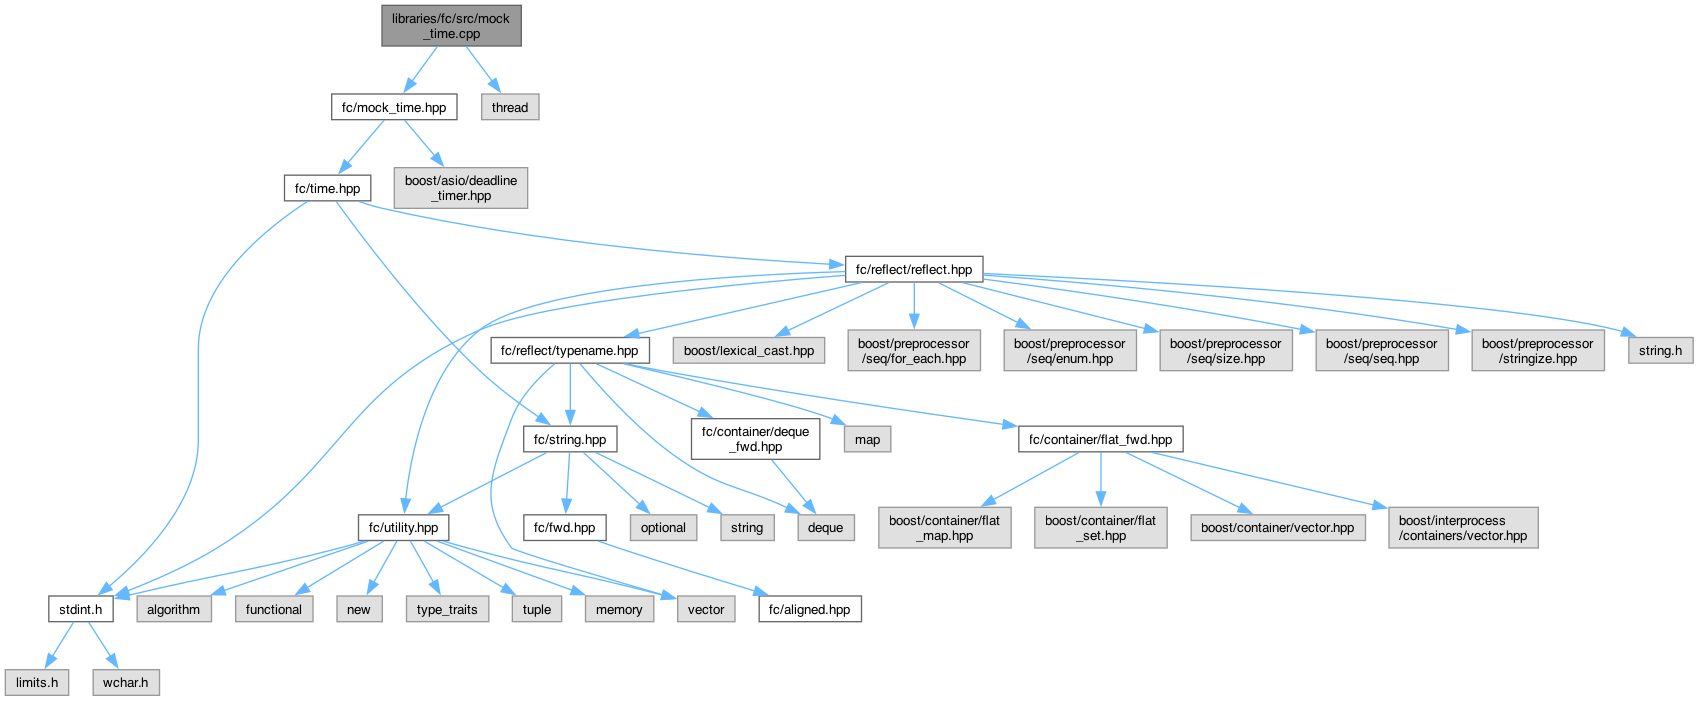 libraries/fc/src/mock
_time.cpp
fc/mock_time.hpp
thread
fc/time.hpp
boost/asio/deadline
_timer.hpp
fc/reflect/reflect.hpp
fc/reflect/typename.hpp
boost/lexical_cast.hpp
boost/preprocessor
/seq/for_each.hpp
boost/preprocessor
/seq/enum.hpp
boost/preprocessor
/seq/size.hpp
boost/preprocessor
/seq/seq.hpp
boost/preprocessor
/stringize.hpp
string.h
fc/string.hpp
fc/container/deque
_fwd.hpp
map
fc/container/flat_fwd.hpp
fc/utility.hpp
fc/fwd.hpp
optional
string
deque
boost/container/flat
_map.hpp
boost/container/flat
_set.hpp
boost/container/vector.hpp
boost/interprocess
/containers/vector.hpp
stdint.h
algorithm
functional
new
type_traits
tuple
memory
vector
fc/aligned.hpp
limits.h
wchar.h